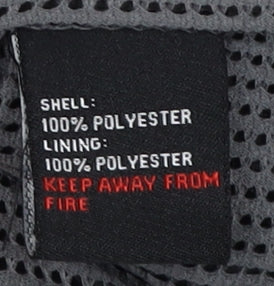 SHELL:
100% POLYESTER
LINING:
100% POLYESTER
KEEP AWAY FROM
FIRE